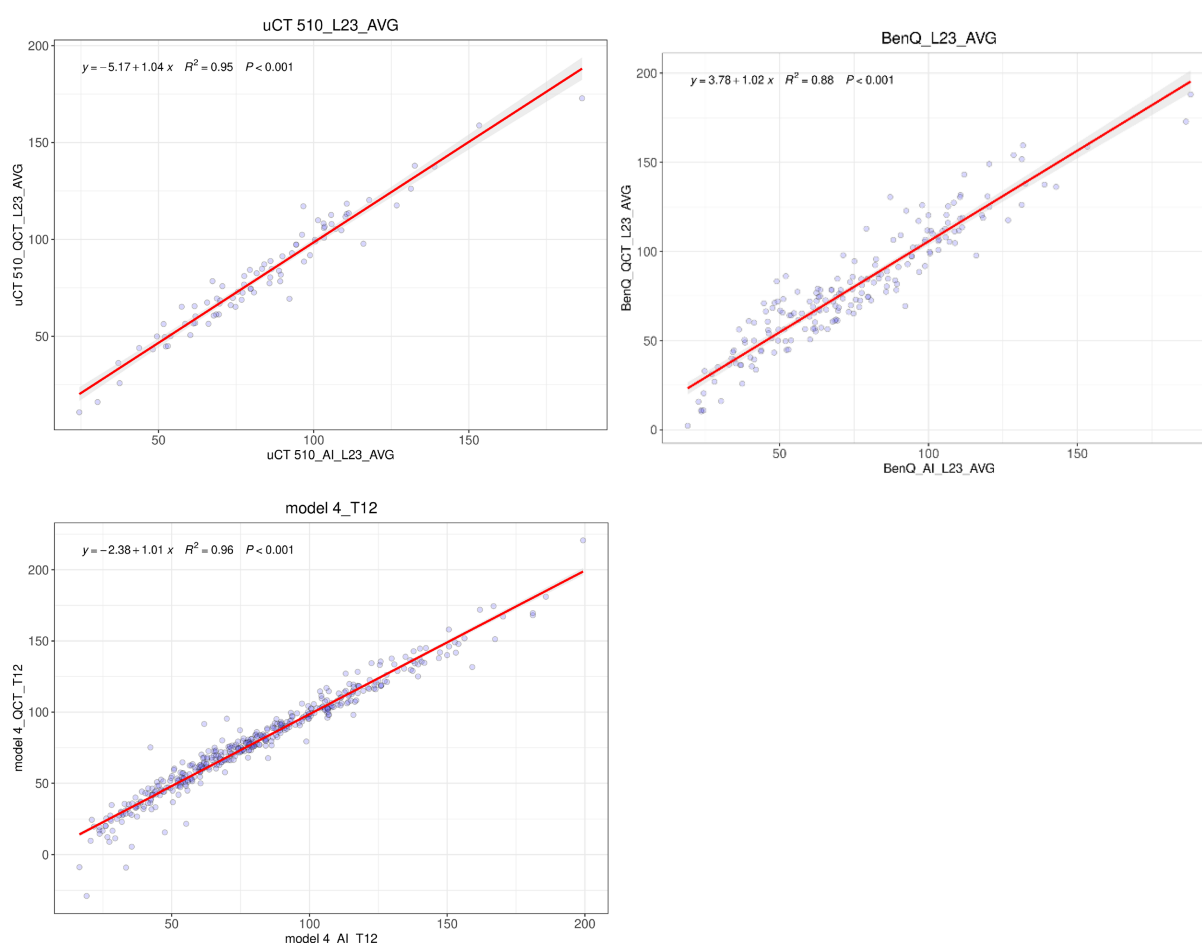 uCT 510_L23_AVG
y = −5.17 + 1.04 x R² = 0.95 P < 0.001
200
150
100
50
50 100 150
uCT 510_QCT_L23_AVG
uCT 510_AI_L23_AVG
BenQ_L23_AVG
y = 3.78 + 1.02 x R² = 0.88 P < 0.001
200
150
100
50
0
50 100 150
BenQ_QCT_L23_AVG
BenQ_AI_L23_AVG
model 4_T12
y = −2.38 + 1.01 x R² = 0.96 P < 0.001
200
150
100
50
0
50 100 150 200
model 4_QCT_T12
model 4_AI_T12